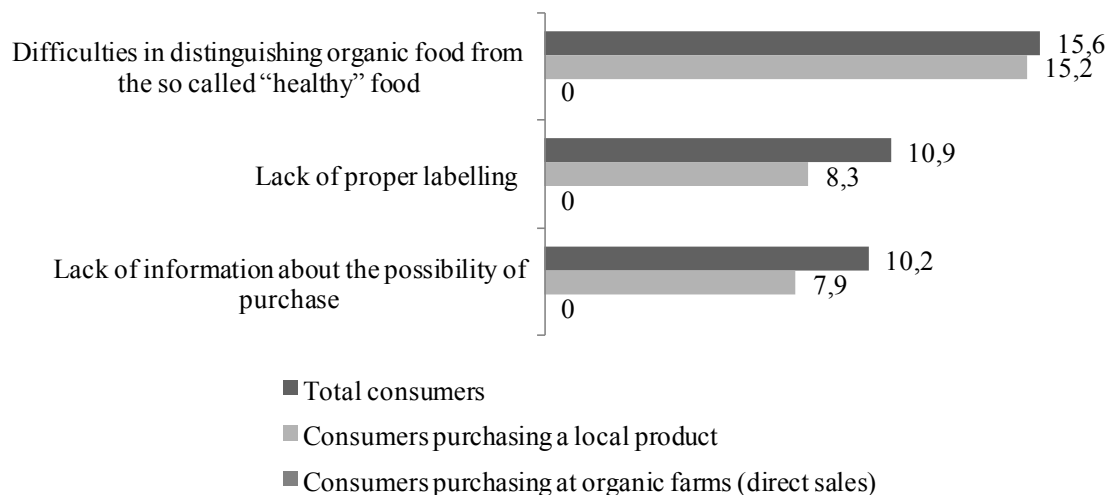 Difficulties in distinguishing organic food from
the so called “healthy” food
15,6
15,2
0
Lack of proper labelling
10,9
8,3
0
Lack of information about the possibility of
purchase
10,2
7,9
0
Total consumers
Consumers purchasing a local product
Consumers purchasing at organic farms (direct sales)